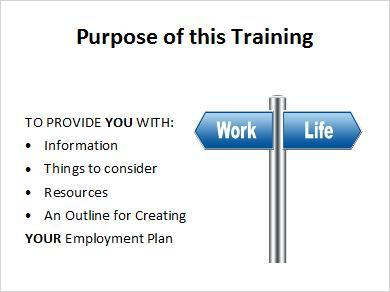 Purpose of this Training
TO PROVIDE YOU WITH:
• Information
• Things to consider
• Resources
• An Outline for Creating
YOUR Employment Plan
Work
Life